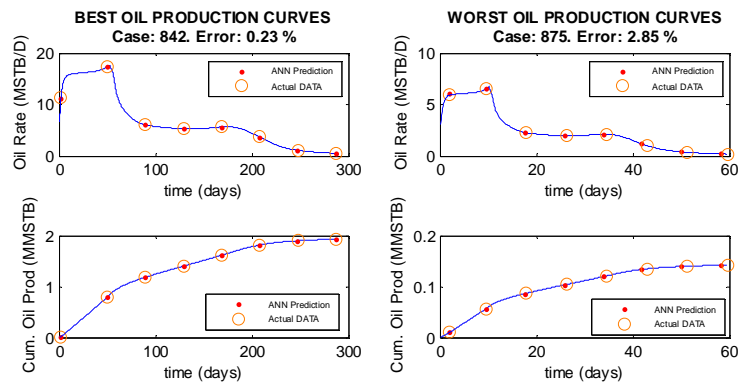 BEST OIL PRODUCTION CURVES
Case: 842. Error: 0.23 %
Oil Rate (MSTB/D)
20
10
0
ANN Prediction
Actual DATA
0
100
200
300
time (days)
WORST OIL PRODUCTION CURVES
Case: 875. Error: 2.85 %
Oil Rate (MSTB/D)
10
5
0
ANN Prediction
Actual DATA
0
20
40
60
time (days)
Cum. Oil Prod (MMSTB)
2
1
0
ANN Prediction
Actual DATA
0
100
200
300
time (days)
Cum. Oil Prod (MMSTB)
0.2
0.1
0
ANN Prediction
Actual DATA
0
20
40
60
time (days)